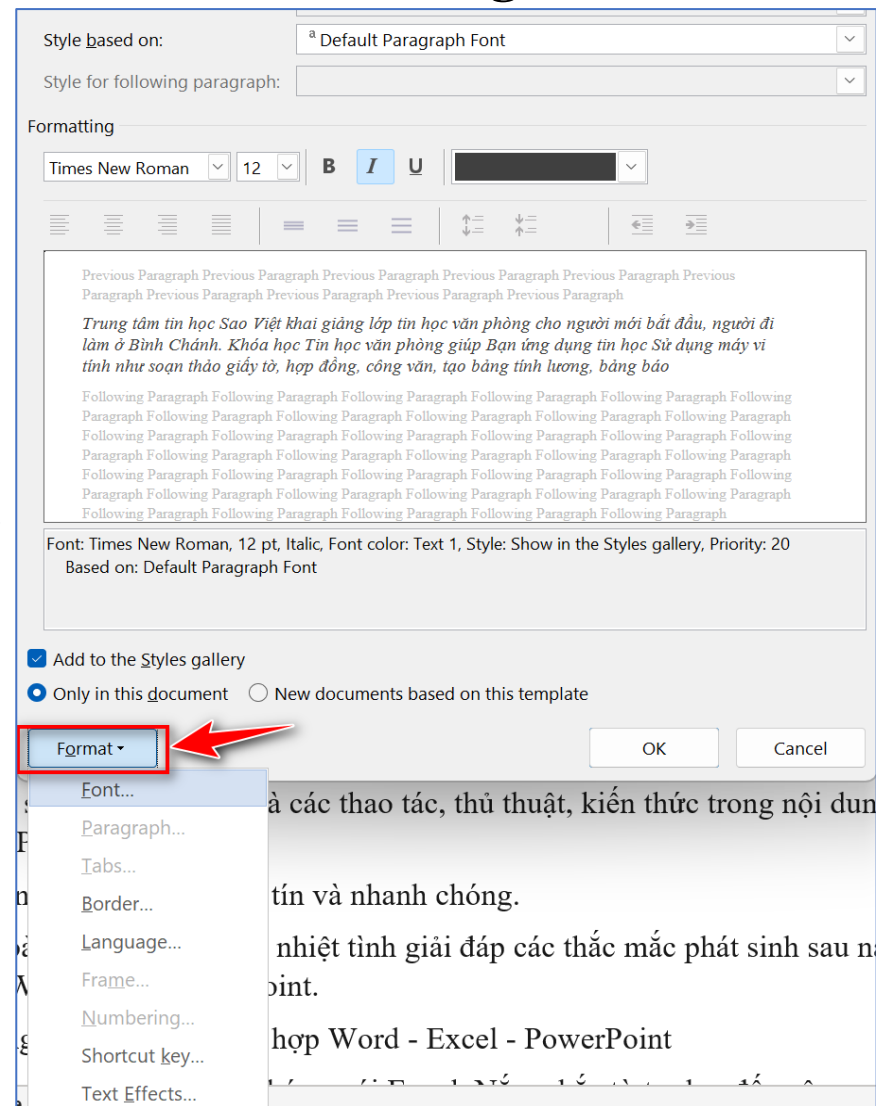 Style based on:
a Default Paragraph Font
Style for following paragraph:
Formatting
Times New Roman 12 B I U
Previous Paragraph Previous Paragraph Previous Paragraph Previous Paragraph Previous Paragraph Previous
Paragraph Previous Paragraph Previous Paragraph Previous Paragraph Previous Paragraph
Trung tâm tin học Sao Việt khai giảng lớp tin học văn phòng cho người mới bắt đầu, người đi
làm ở Bình Chánh. Khóa học Tin học văn phòng giúp Bạn ứng dụng tin học Sử dụng máy vi
tính như soạn thảo giấy tờ, hợp đồng, công văn, tạo bảng tính lương, bảng báo
Following Paragraph Following Paragraph Following Paragraph Following Paragraph Following Paragraph Following
Paragraph Following Paragraph Following Paragraph Following Paragraph Following Paragraph Following Paragraph
Following Paragraph Following Paragraph Following Paragraph Following Paragraph Following Paragraph Following
Paragraph Following Paragraph Following Paragraph Following Paragraph Following Paragraph Following Paragraph
Following Paragraph Following Paragraph Following Paragraph Following Paragraph Following Paragraph Following
Paragraph Following Paragraph Following Paragraph Following Paragraph Following Paragraph Following Paragraph
Following Paragraph Following Paragraph Following Paragraph Following Paragraph Following Paragraph
Font: Times New Roman, 12 pt, Italic, Font color: Text 1, Style: Show in the Styles gallery, Priority: 20
Based on: Default Paragraph Font
Add to the Styles gallery
Only in this document New documents based on this template
Format OK Cancel
Font...
à các thao tác, thủ thuật, kiến thức trong nội dun
Paragraph...
Tabs...
tín và nhanh chóng.
Border...
Language...
nhiệt tình giải đáp các thắc mắc phát sinh sau
Frame...
oint.
Numbering...
hợp Word - Excel - PowerPoint
Shortcut key...
Text Effects...